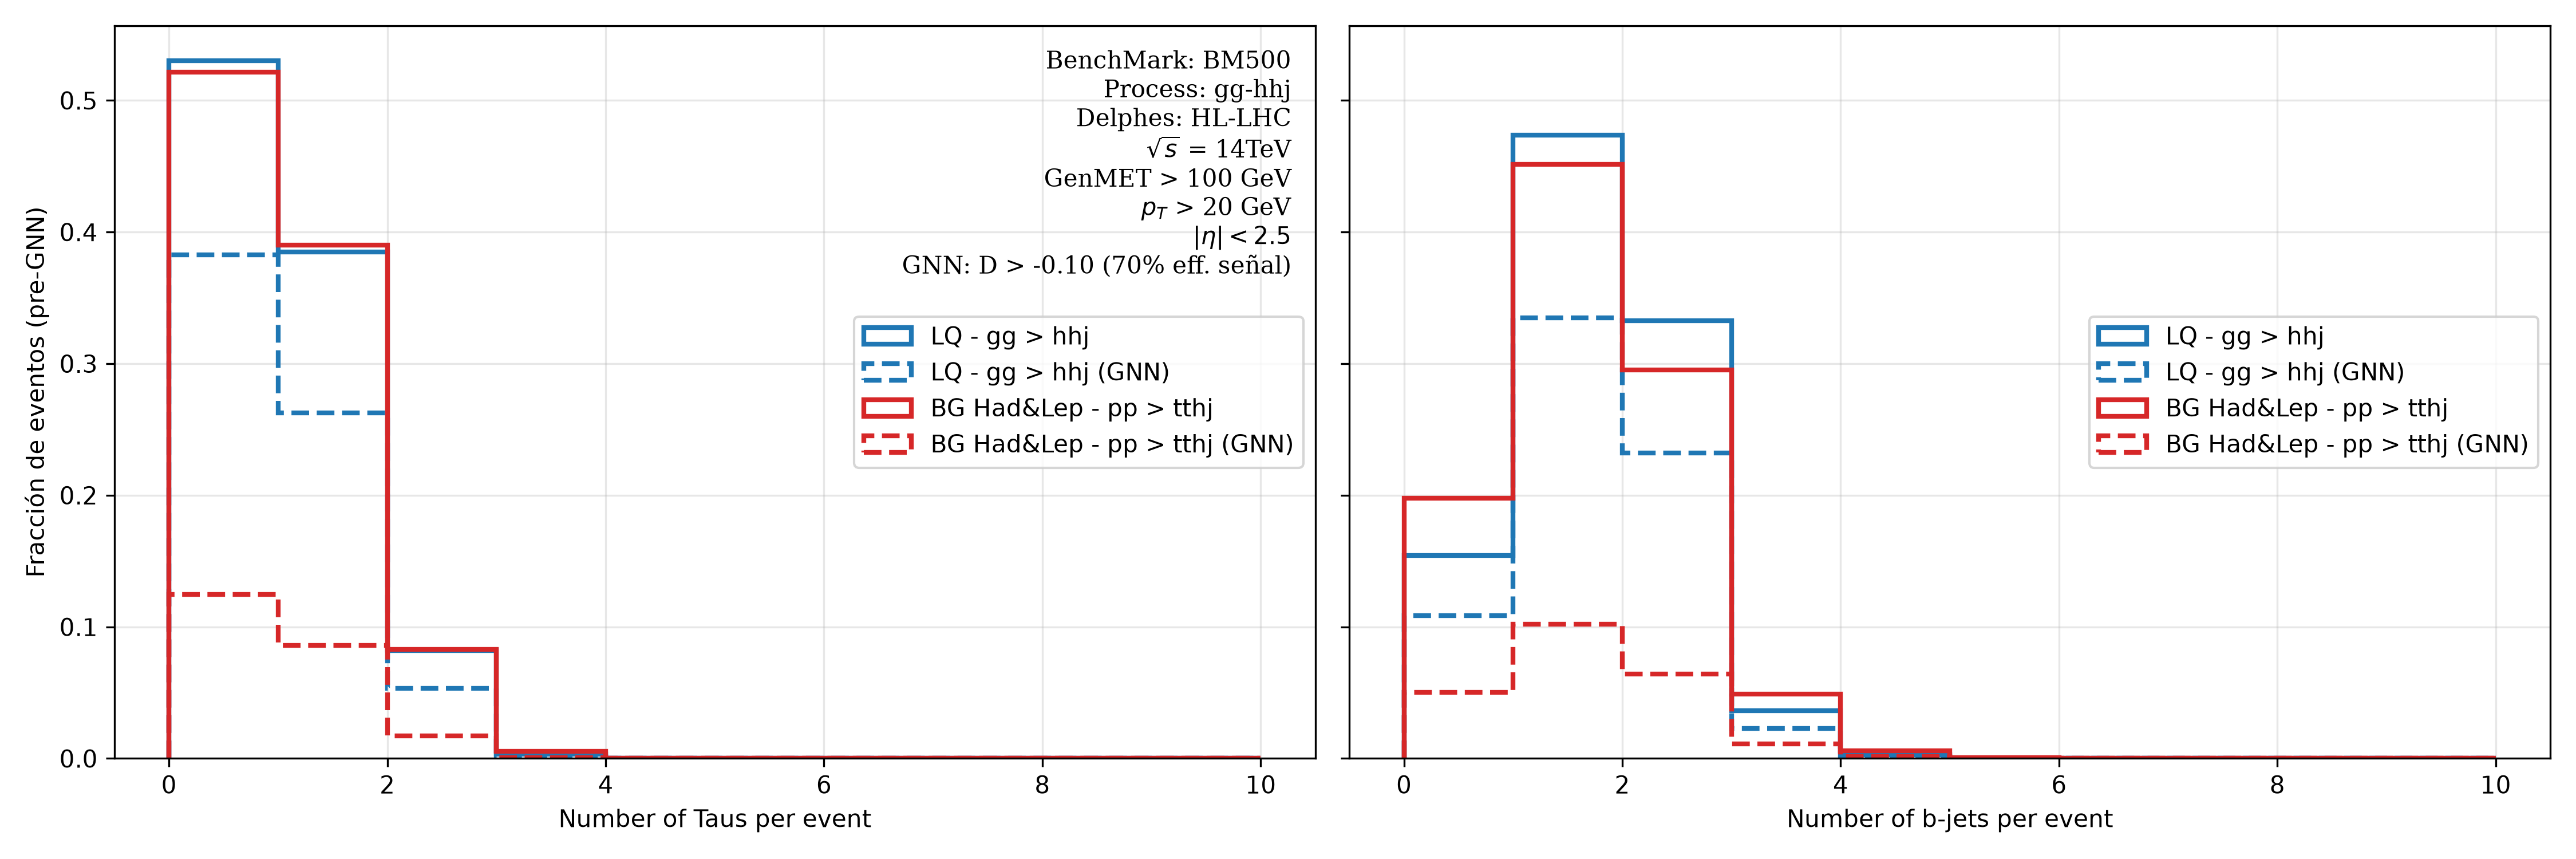 Fracción de eventos (pre-GNN)
0.5
0.4
0.3
0.2
0.1
0.0
BenchMark: BM500
Process: gg-hhj
Delphes: HL-LHC
√s = 14TeV
GenMET > 100 GeV
p_T > 20 GeV
|η| < 2.5
GNN: D > -0.10 (70% eff. señal)
LQ - gg > hhj
LQ - gg > hhj (GNN)
BG Had&Lep - pp > tthj
BG Had&Lep - pp > tthj (GNN)
0 2 4 6 8 10
Number of Taus per event
LQ - gg > hhj
LQ - gg > hhj (GNN)
BG Had&Lep - pp > tthj
BG Had&Lep - pp > tthj (GNN)
0 2 4 6 8 10
Number of b-jets per event